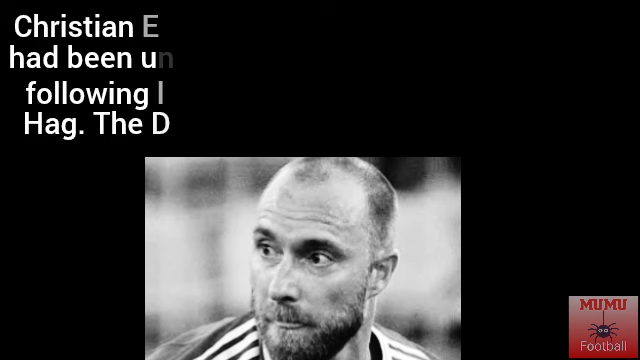 Christian E
had been un
following l
Hag. The D
MUMU
Football